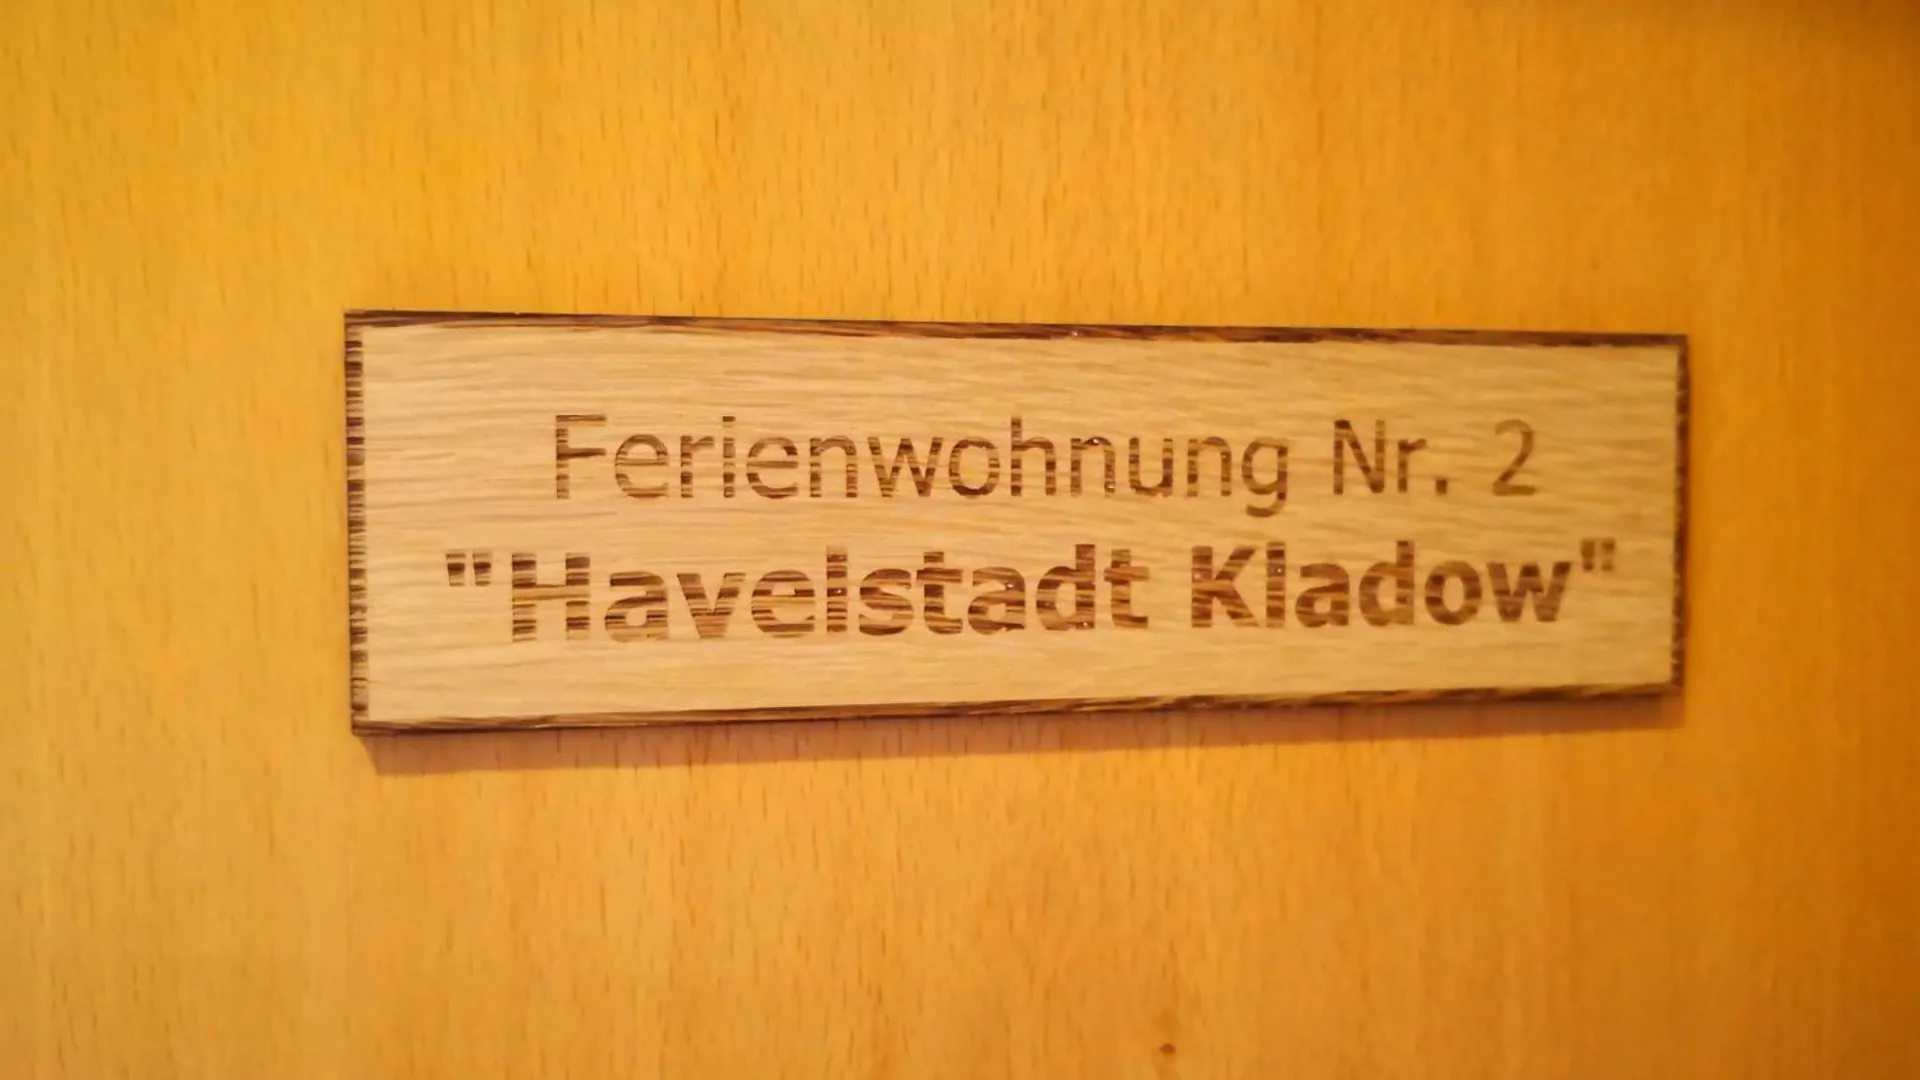 Ferienwohnung Nr. 2
"Havelstadt Kladow"